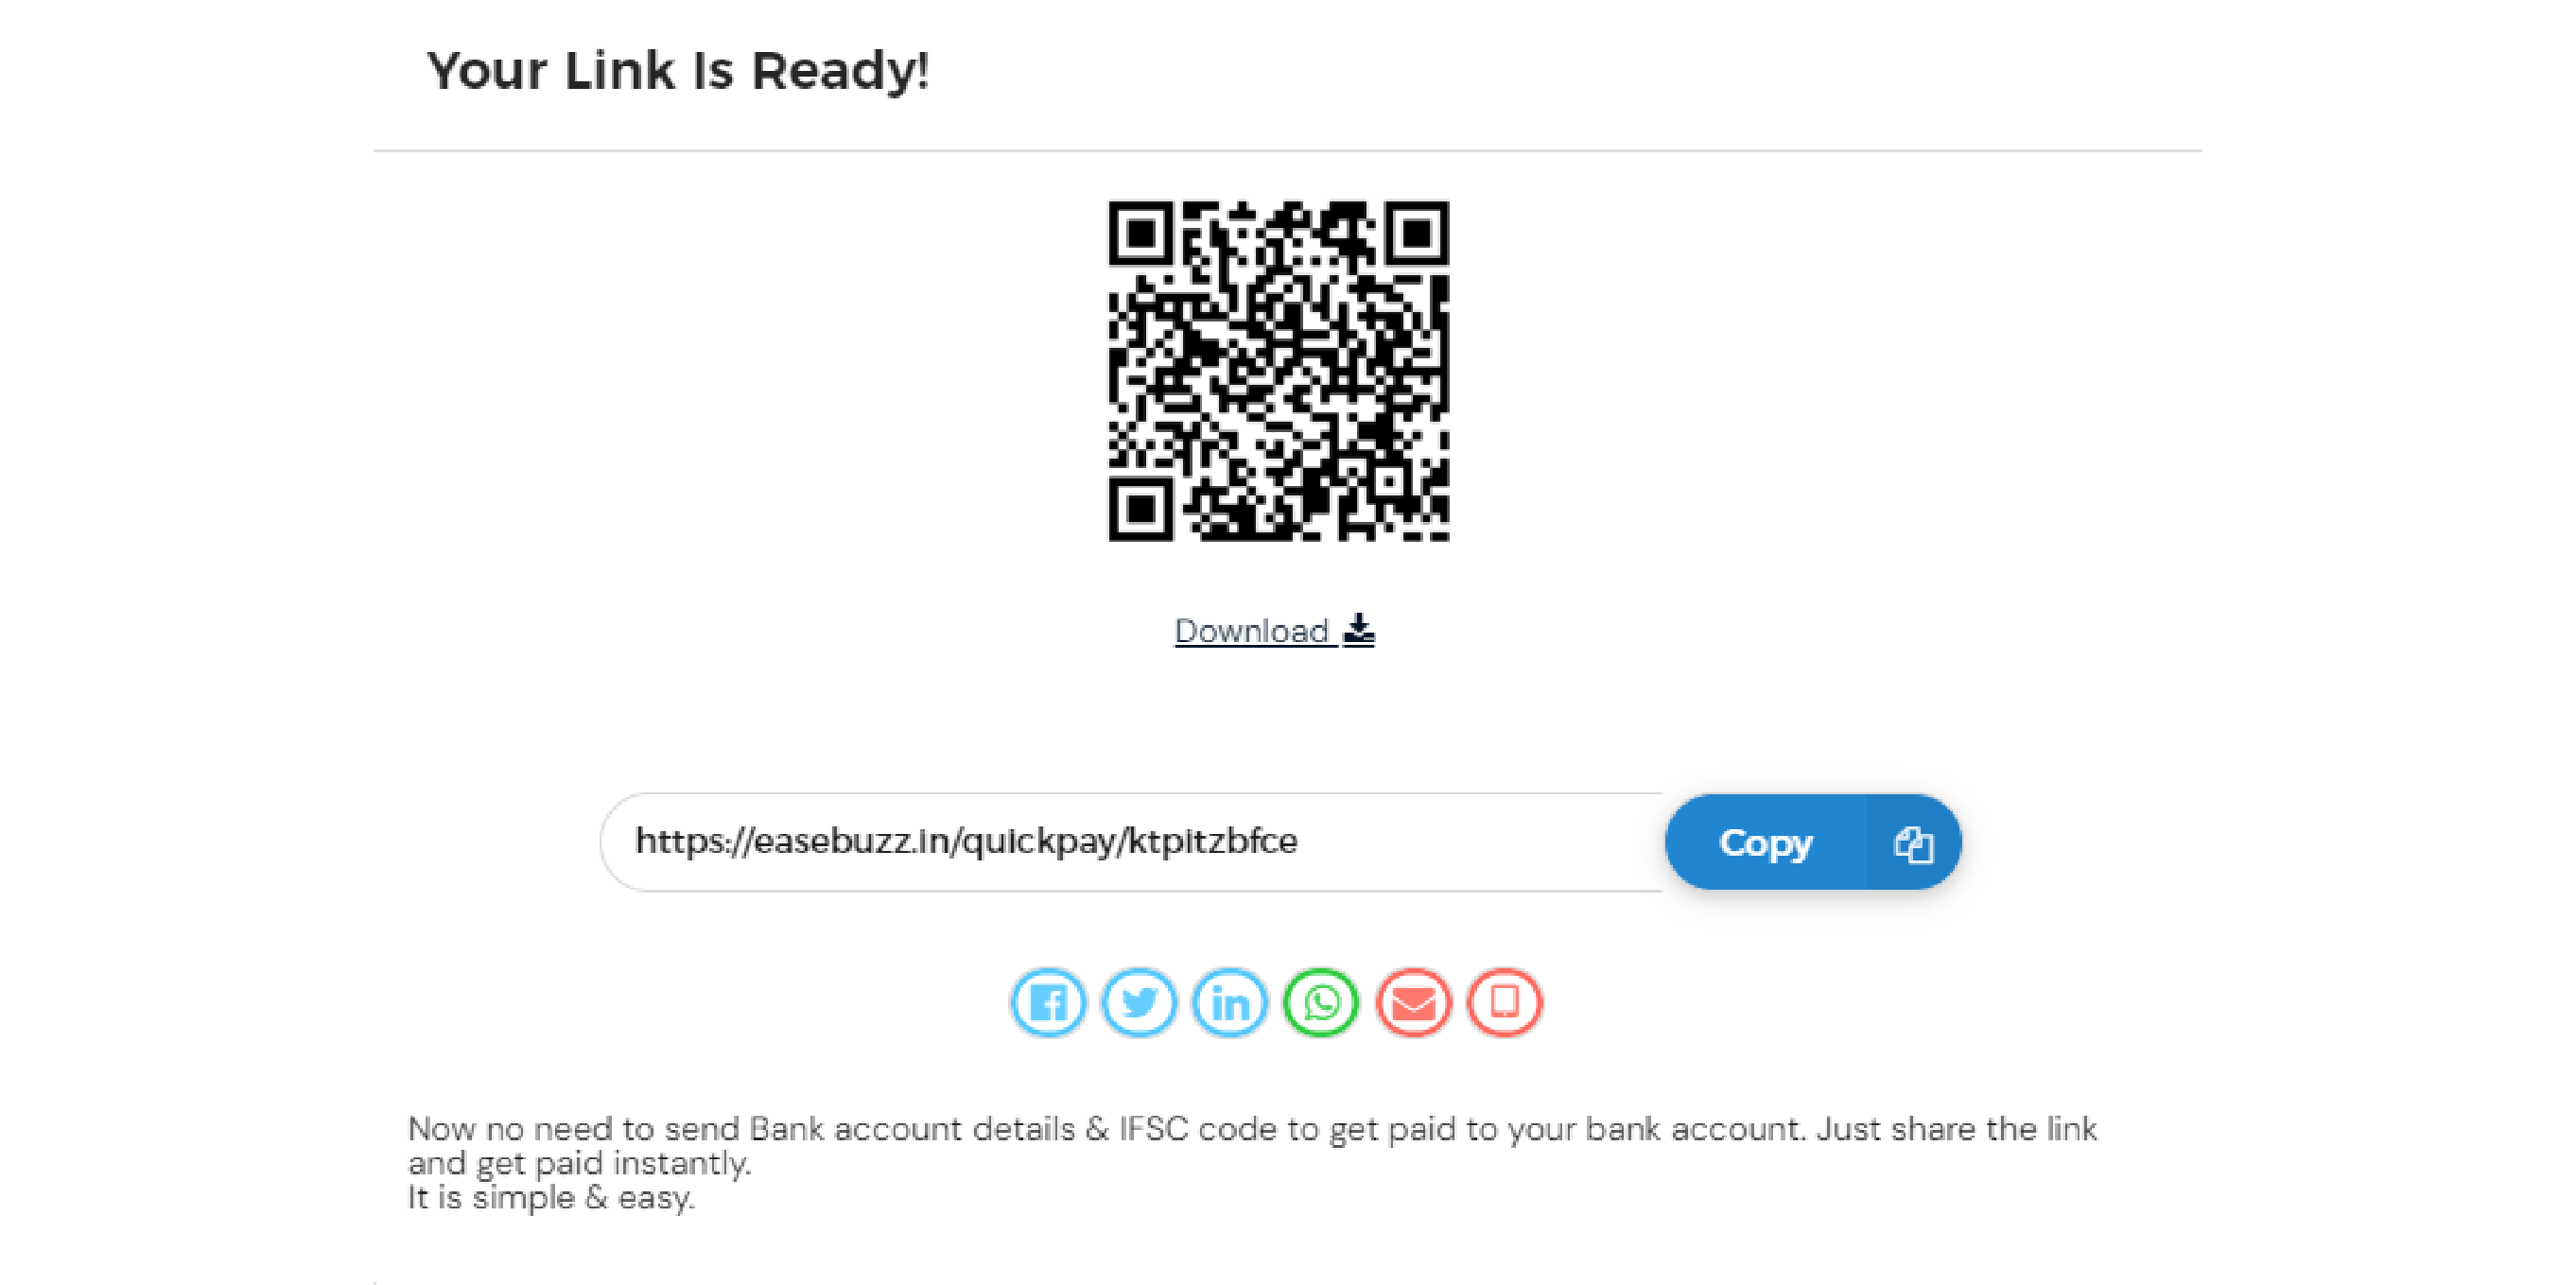 Your Link Is Ready!
Download
https://easebuzz.in/quickpay/ktpitzbfce
Copy
Now no need to send Bank account details & IFSC code to get paid to your bank account. Just share the link
and get paid instantly.
It is simple & easy.